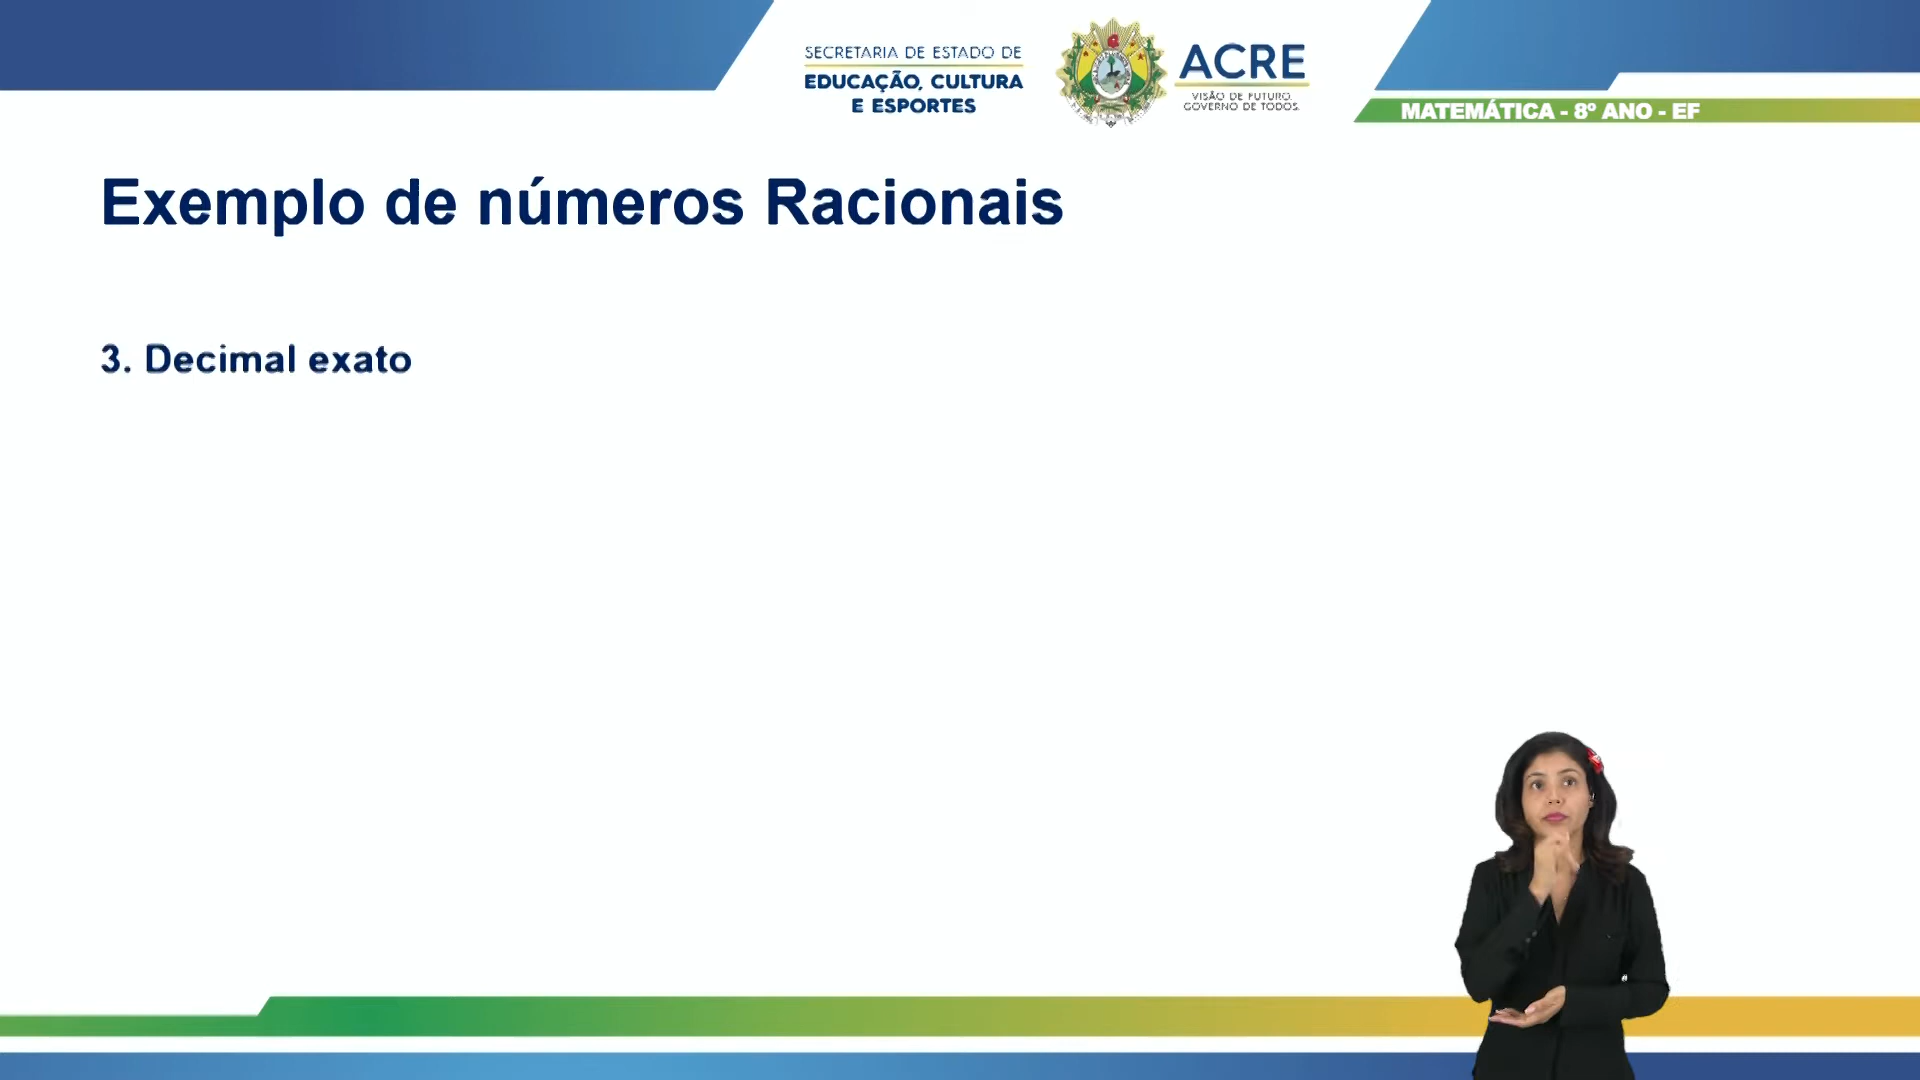 SECRETARIA DE ESTADO DE
EDUCAÇÃO, CULTURA
E ESPORTES
ACRE
VISÃO DE FUTURO.
GOVERNO DE TODOS.
MATEMÁTICA - 8º ANO - EF
Exemplo de números Racionais
3. Decimal exato